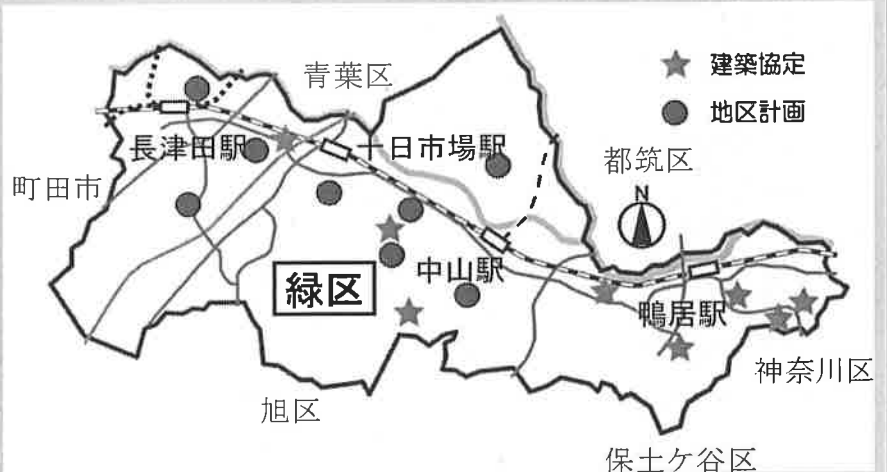 青葉区
建築協定
地区計画
長津田駅
十日市場駅
都筑区
町田市
N
緑区
中山駅
鴨居駅
神奈川区
旭区
保土ケ谷区